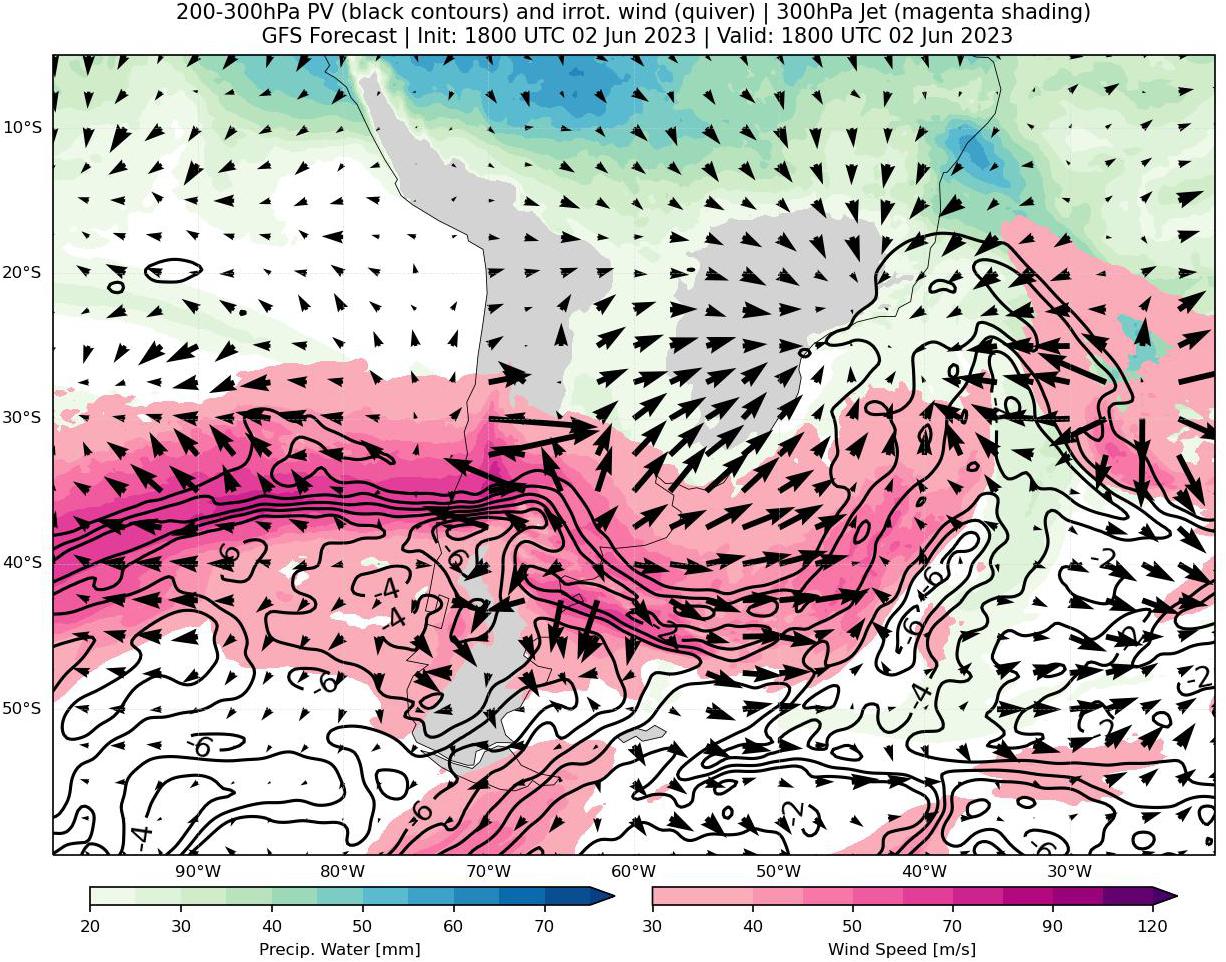 200-300hPa PV (black contours) and irrot. wind (quiver) | 300hPa Jet (magenta shading)
GFS Forecast | Init: 1800 UTC 02 Jun 2023 | Valid: 1800 UTC 02 Jun 2023
10°S
20°S
30°S
40°S
50°S
-6
-6
-4
-4
-6
-6
-4
-6
-6
-6
-4
-2
-2
-2
-2
-2
-2
-6
90°W
80°W
70°W
60°W
50°W
40°W
30°W
20
30
40
50
60
70
Precip. Water [mm]
30
40
50
70
90
120
Wind Speed [m/s]